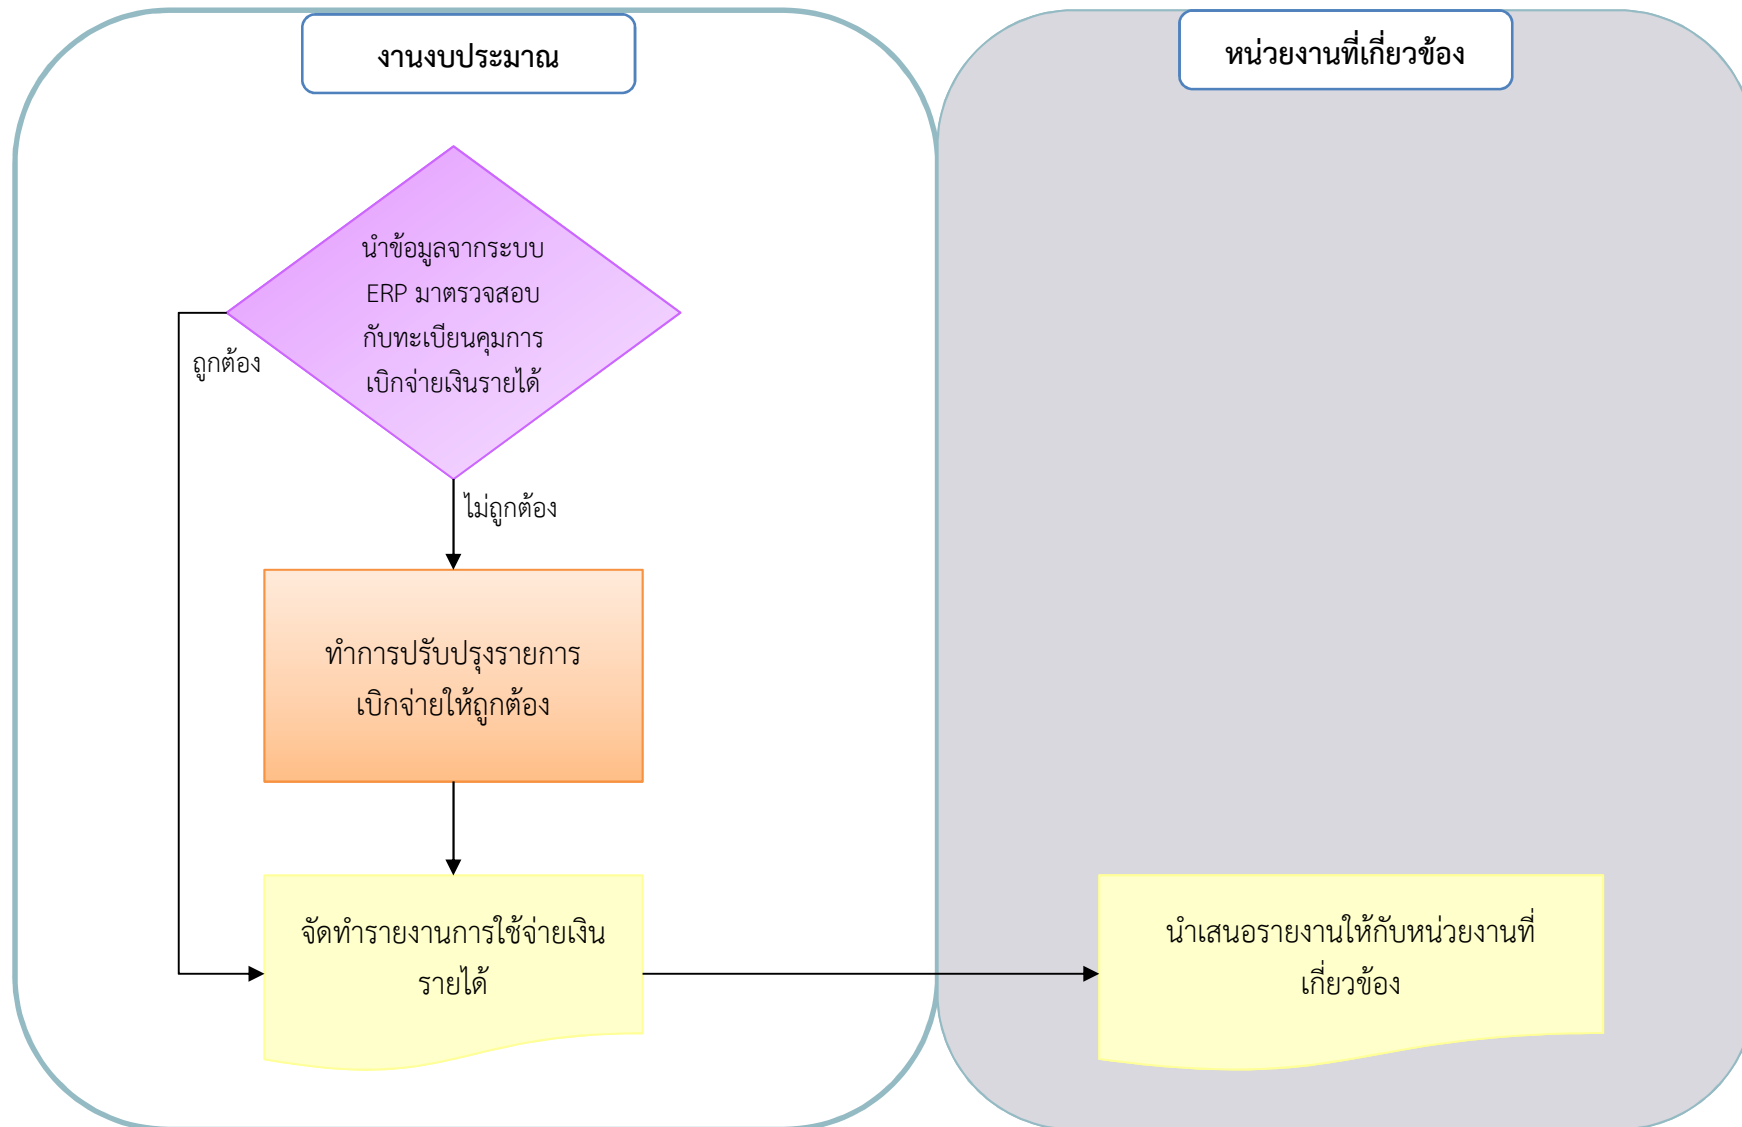 งานงบประมาณ
หน่วยงานที่เกี่ยวข้อง
นำข้อมูลจากระบบ
ERP มาตรวจสอบ
กับทะเบียนคุมการ
เบิกจ่ายเงินรายได้
ถูกต้อง
ไม่ถูกต้อง
ทำการปรับปรุงรายการ
เบิกจ่ายให้ถูกต้อง
จัดทำรายงานการใช้จ่ายเงิน
รายได้
นำเสนอรายงานให้กับหน่วยงานที่
เกี่ยวข้อง